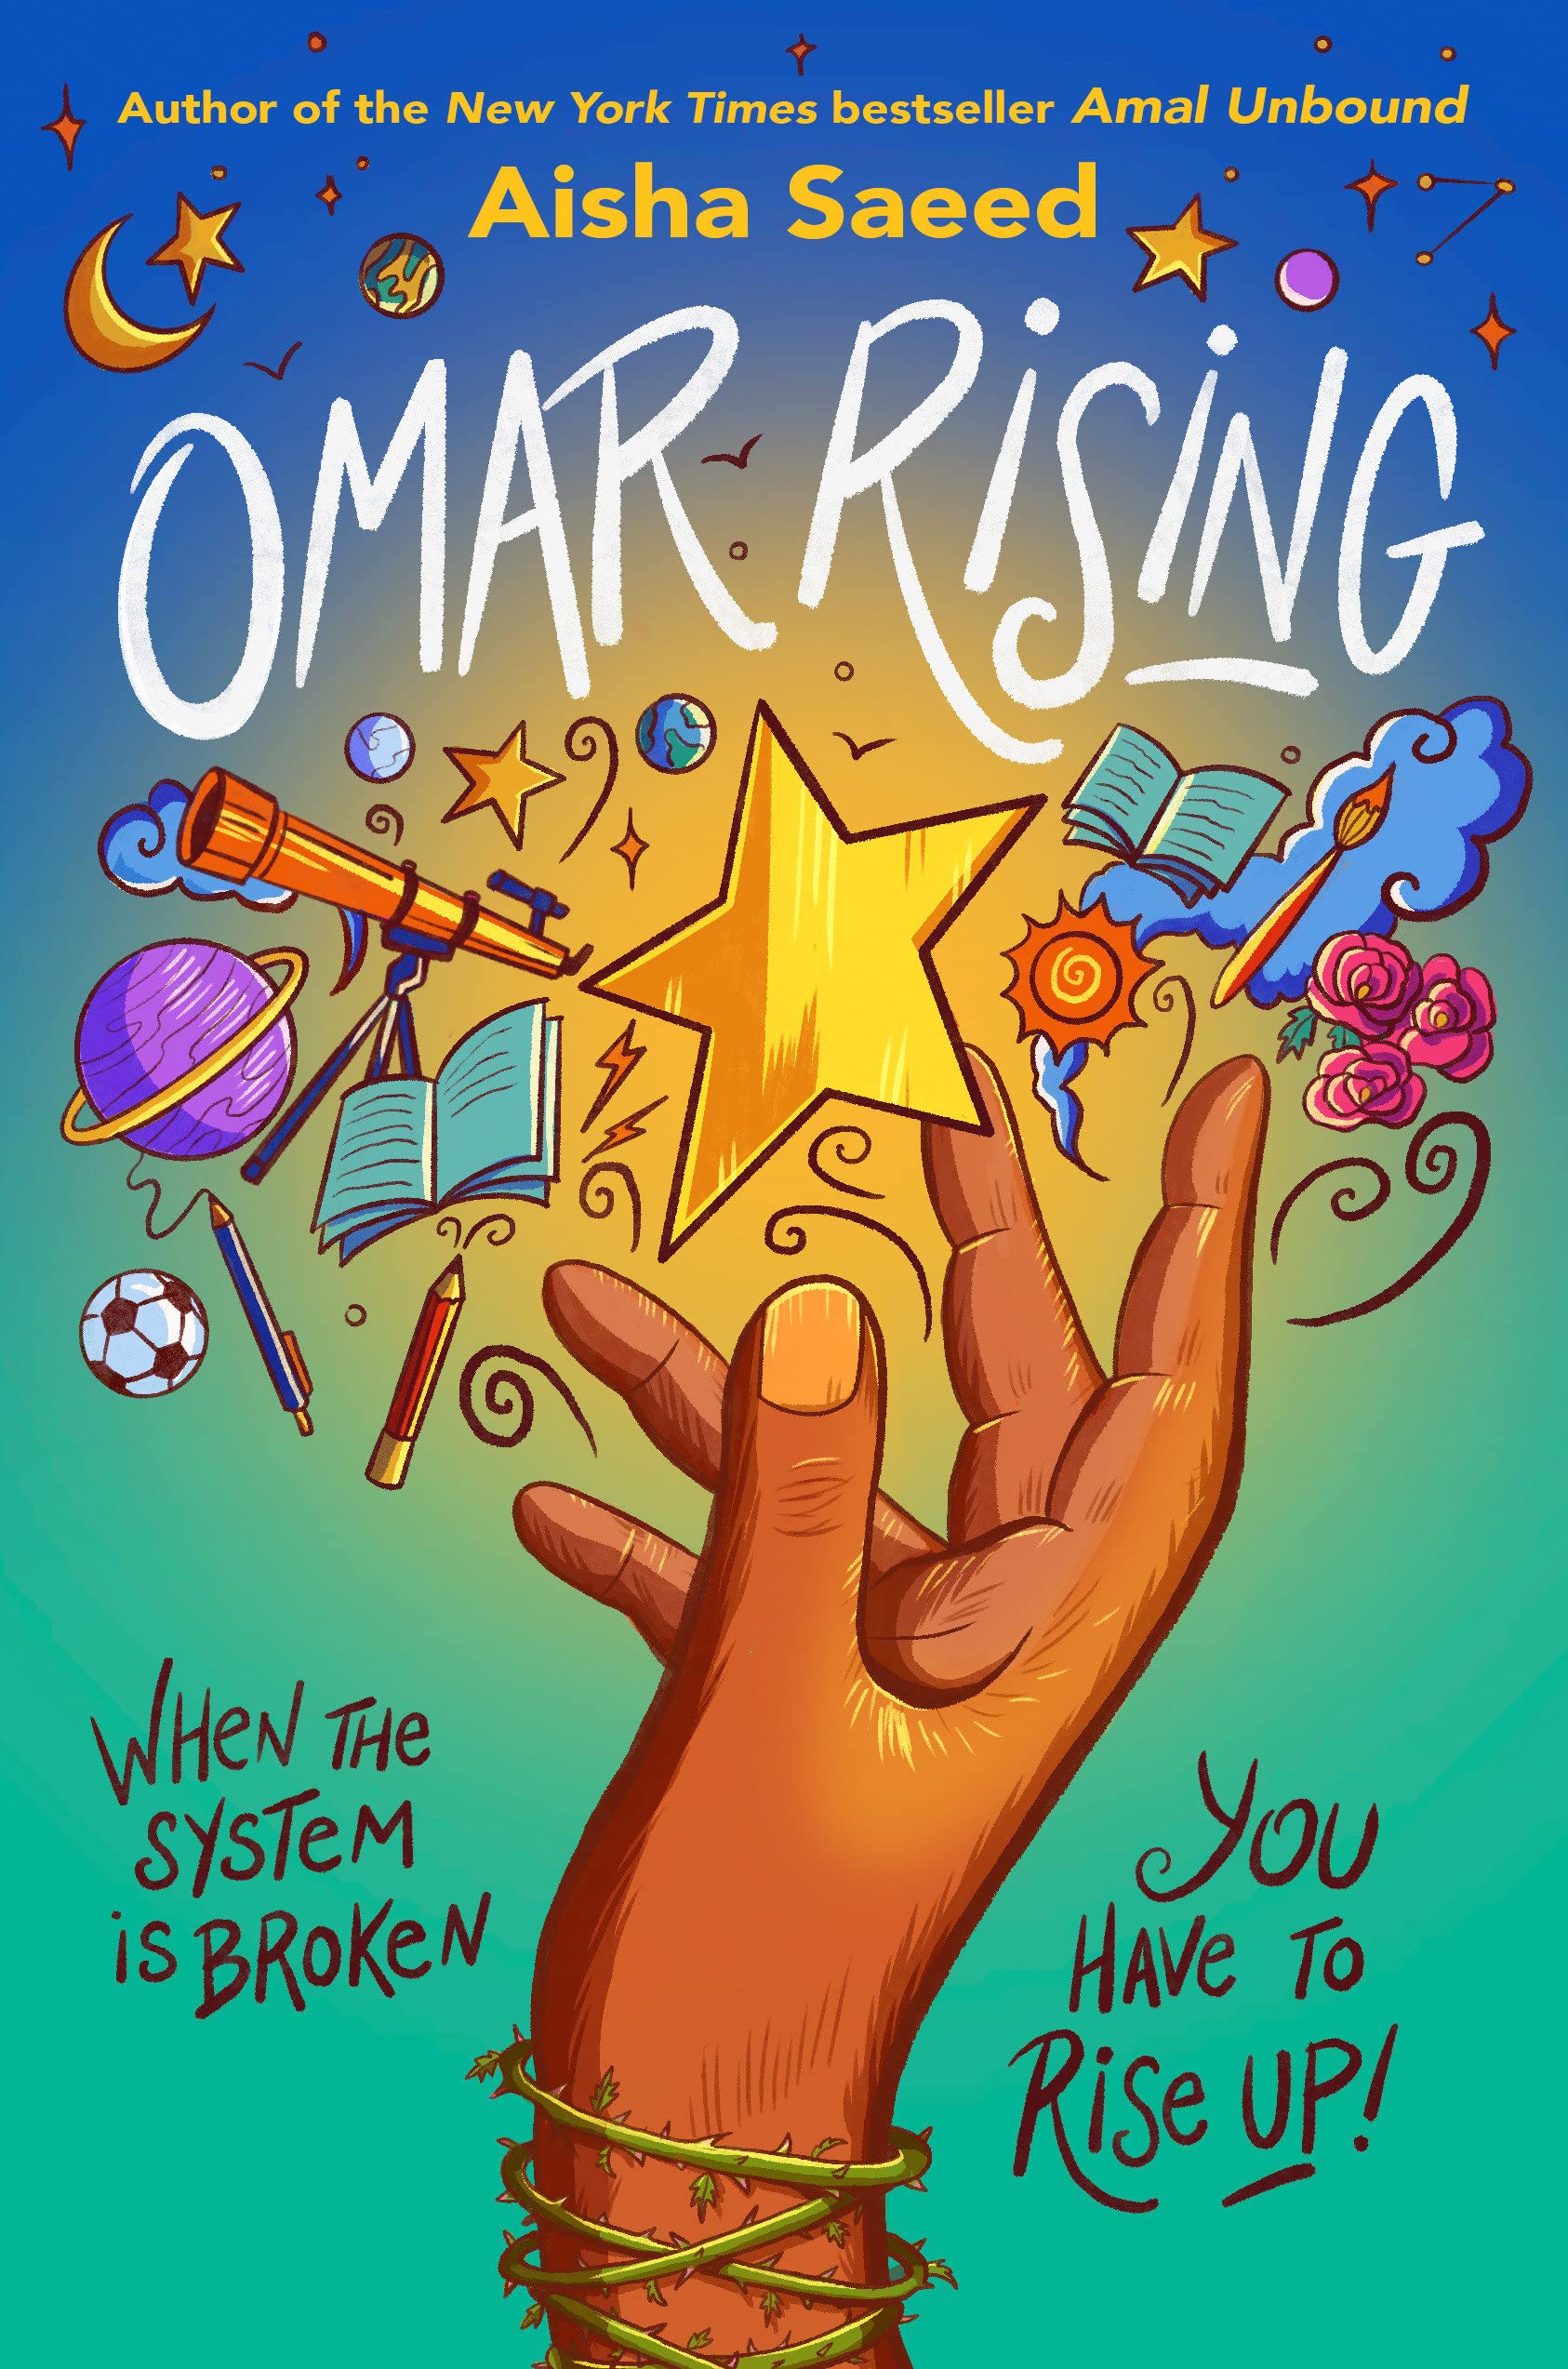 Author of the New York Times bestseller Amal Unbound
Aisha Saeed
OMAR RISING
WHEN THE
SYSTEM
IS BROKEN
YOU
HAVE TO
RISE UP!